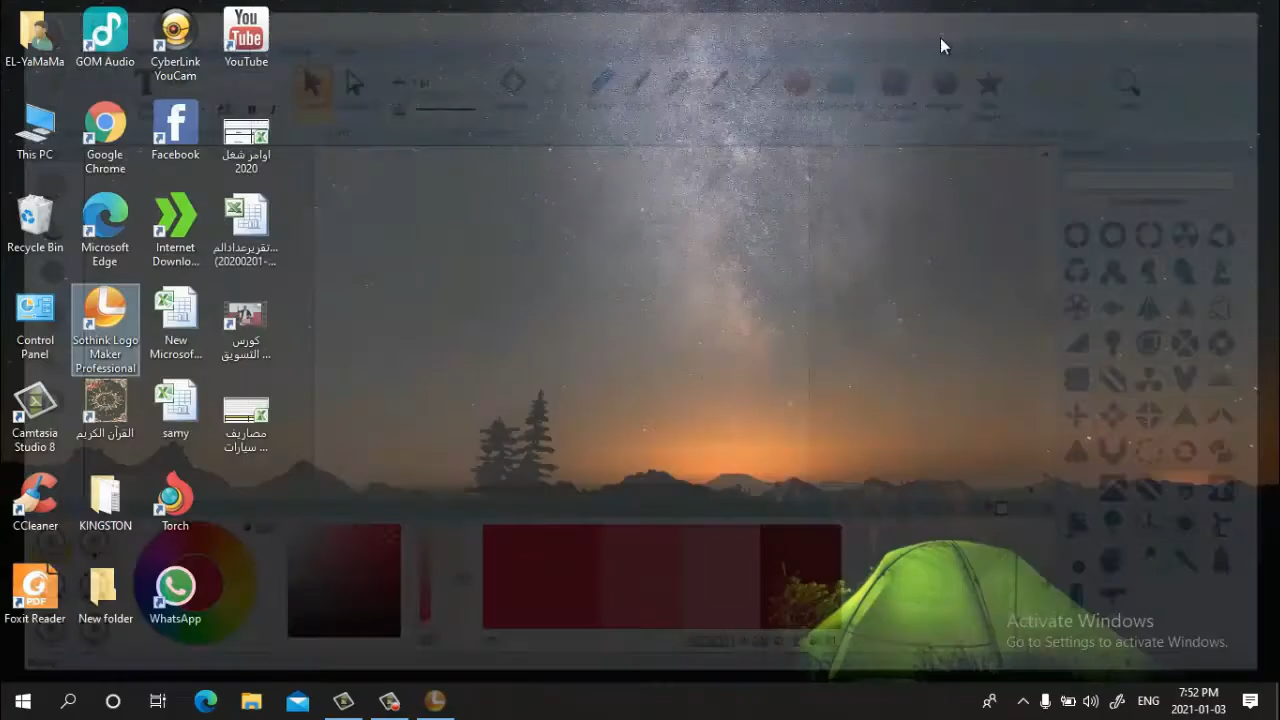 EL-YaMaMa
GOM Audio
CyberLink
YouCam
You
Tube
YouTube
This PC
Google
Chrome
Facebook
اوامر شغل
2020
Recycle Bin
Microsoft
Edge
Internet
Downlo...
تقريرعدادالم...
(20200201-...
Control
Panel
Sothink Logo
Maker
Professional
New
Microsof...
كورس
التسويق ...
Camtasia
Studio 8
القرآن الكريم
samy
مصاريف
سيارات ...
CCleaner
KINGSTON
Torch
PDF
Foxit Reader
New folder
WhatsApp
Activate Windows
Go to Settings to activate Windows.
ENG
7:52 PM
2021-01-03